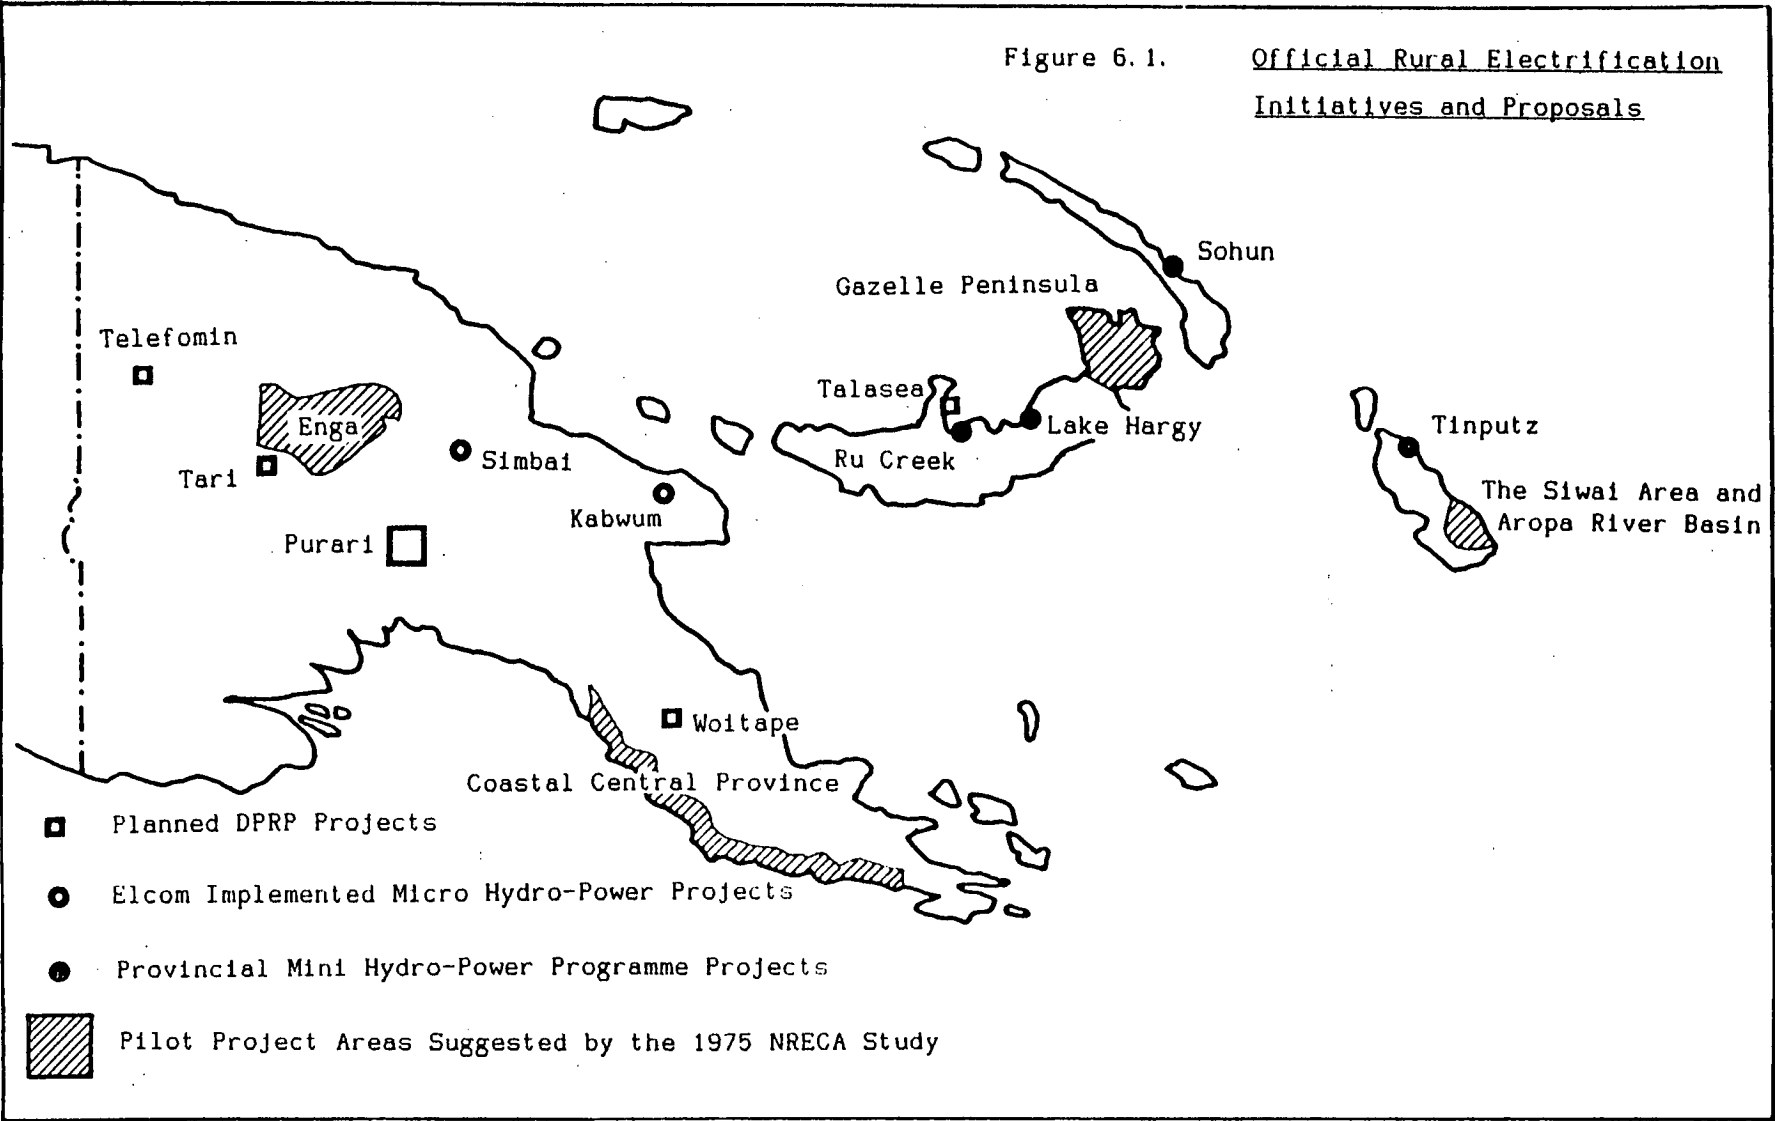 Figure 6.1. Official Rural Electrification
Initiatives and Proposals
Sohun
Gazelle Peninsula
Telefomin
Talasea
Lake Hargy
Tinputz
Enga
Ru Creek
Simbai
Tari
The Siwai Area and
Aropa River Basin
Kabwum
Purari
Woitape
Coastal Central Province
Planned DPRP Projects
Elcom Implemented Micro Hydro-Power Projects
Provincial Mini Hydro-Power Programme Projects
Pilot Project Areas Suggested by the 1975 NRECA Study